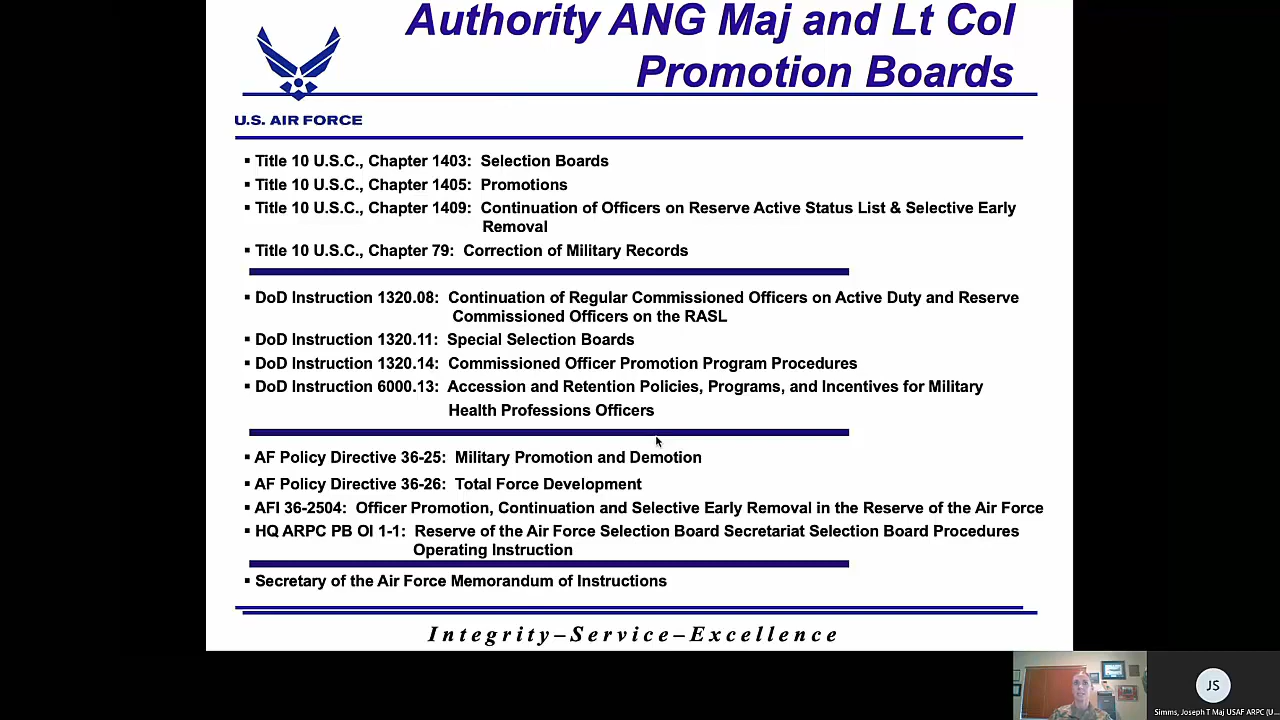 Authority ANG Maj and Lt Col
Promotion Boards
U.S. AIR FORCE
▪ Title 10 U.S.C., Chapter 1403: Selection Boards
▪ Title 10 U.S.C., Chapter 1405: Promotions
▪ Title 10 U.S.C., Chapter 1409: Continuation of Officers on Reserve Active Status List & Selective Early
Removal
▪ Title 10 U.S.C., Chapter 79: Correction of Military Records
▪ DoD Instruction 1320.08: Continuation of Regular Commissioned Officers on Active Duty and Reserve
Commissioned Officers on the RASL
▪ DoD Instruction 1320.11: Special Selection Boards
▪ DoD Instruction 1320.14: Commissioned Officer Promotion Program Procedures
▪ DoD Instruction 6000.13: Accession and Retention Policies, Programs, and Incentives for Military
Health Professions Officers
▪ AF Policy Directive 36-25: Military Promotion and Demotion
▪ AF Policy Directive 36-26: Total Force Development
▪ AFI 36-2504: Officer Promotion, Continuation and Selective Early Removal in the Reserve of the Air Force
▪ HQ ARPC PB OI 1-1: Reserve of the Air Force Selection Board Secretariat Selection Board Procedures
Operating Instruction
▪ Secretary of the Air Force Memorandum of Instructions
Integrity–Service–Excellence
JS
Simms, Joseph T Maj USAF ARPC (U...